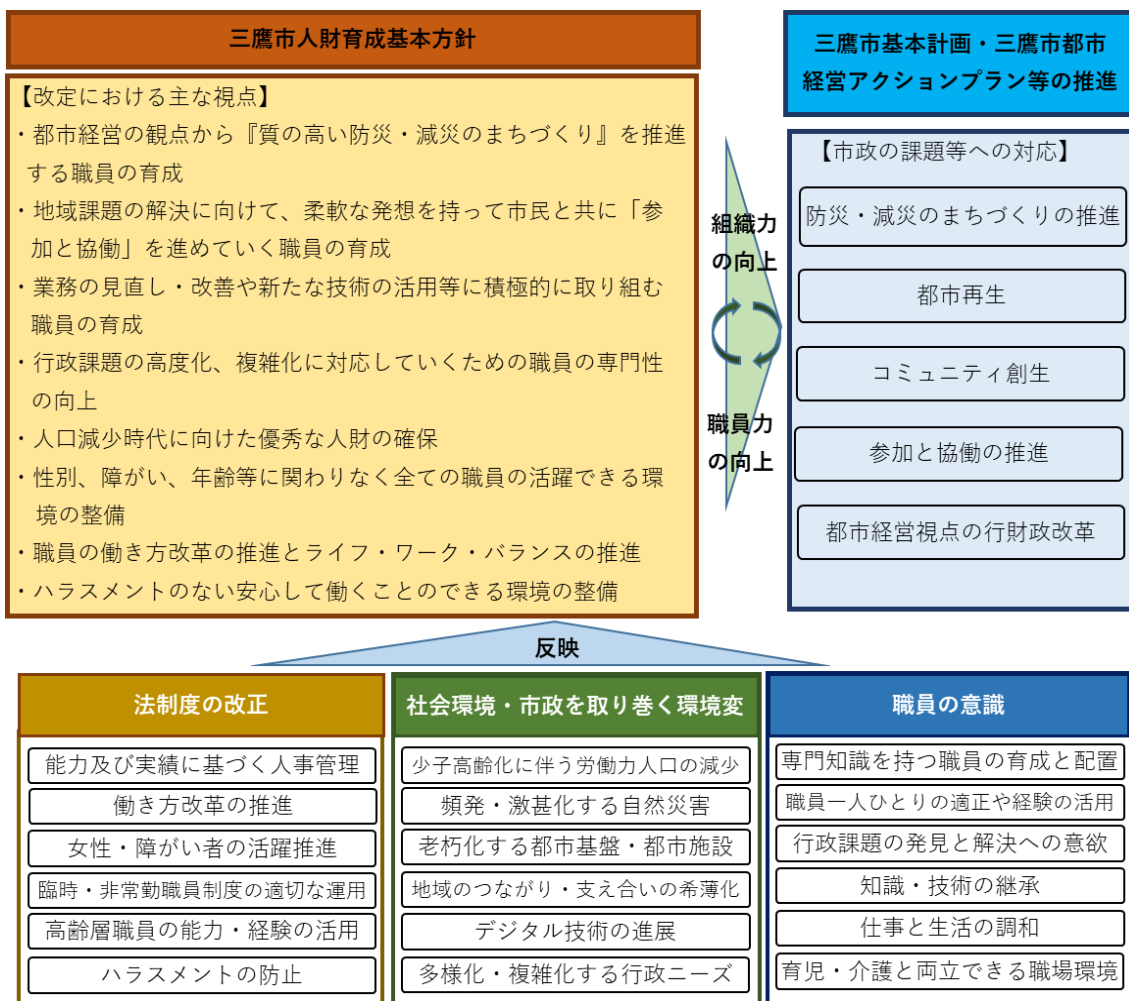 三鷹市人財育成基本方針
【改定における主な視点】
・都市経営の観点から『質の高い防災・減災のまちづくり』を推進
する職員の育成
・地域課題の解決に向けて、柔軟な発想を持って市民と共に「参
加と協働」を進めていく職員の育成
・業務の見直し・改善や新たな技術の活用等に積極的に取り組む
職員の育成
・行政課題の高度化、複雑化に対応していくための職員の専門性
の向上
・人口減少時代に向けた優秀な人財の確保
・性別、障がい、年齢等に関わりなく全ての職員の活躍できる環
境の整備
・職員の働き方改革の推進とライフ・ワーク・バランスの推進
・ハラスメントのない安心して働くことのできる環境の整備
組織力
の向上
職員力
の向上
三鷹市基本計画・三鷹市都市
経営アクションプラン等の推進
【市政の課題等への対応】
防災・減災のまちづくりの推進
都市再生
コミュニティ創生
参加と協働の推進
都市経営視点の行財政改革
反映
法制度の改正
能力及び実績に基づく人事管理
働き方改革の推進
女性・障がい者の活躍推進
臨時・非常勤職員制度の適切な運用
高齢層職員の能力・経験の活用
ハラスメントの防止
社会環境・市政を取り巻く環境変
少子高齢化に伴う労働力人口の減少
頻発・激甚化する自然災害
老朽化する都市基盤・都市施設
地域のつながり・支え合いの希薄化
デジタル技術の進展
多様化・複雑化する行政ニーズ
職員の意識
専門知識を持つ職員の育成と配置
職員一人ひとりの適正や経験の活用
行政課題の発見と解決への意欲
知識・技術の継承
仕事と生活の調和
育児・介護と両立できる職場環境